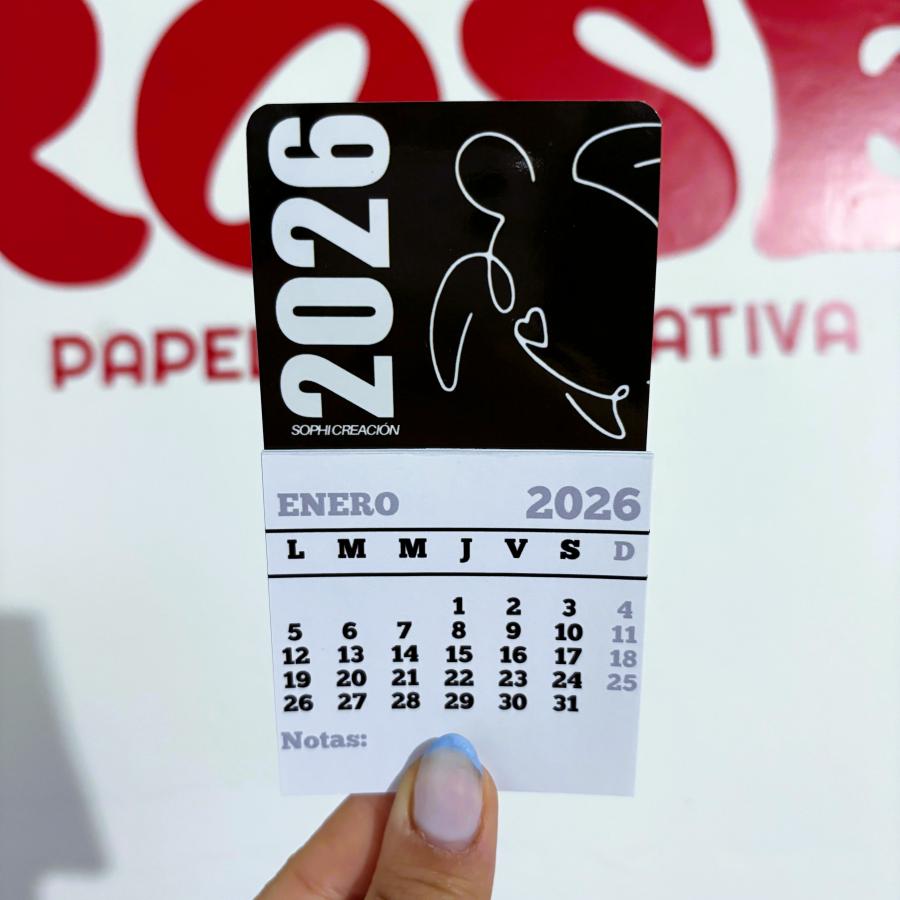 ROSE
2026
SOPHI CREACIÓN
ENERO 2026
L M M J V S D
1 2 3 4
5 6 7 8 9 10 11
12 13 14 15 16 17 18
19 20 21 22 23 24 25
26 27 28 29 30 31
Notas: